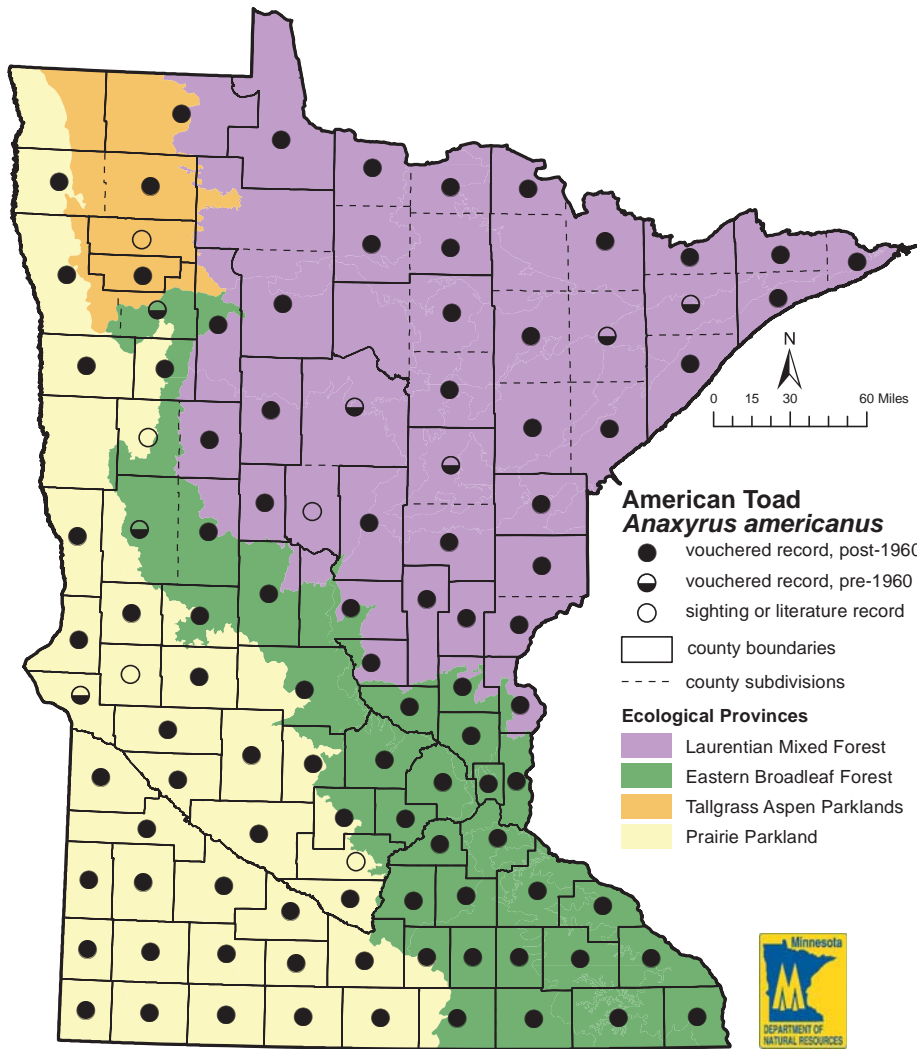 N
0 15 30 60 Miles
American Toad
Anaxyrus americanus
vouchered record, post-1960
vouchered record, pre-1960
sighting or literature record
county boundaries
county subdivisions
Ecological Provinces
Laurentian Mixed Forest
Eastern Broadleaf Forest
Tallgrass Aspen Parklands
Prairie Parkland
Minnesota
M
DEPARTMENT OF
NATURAL RESOURCES